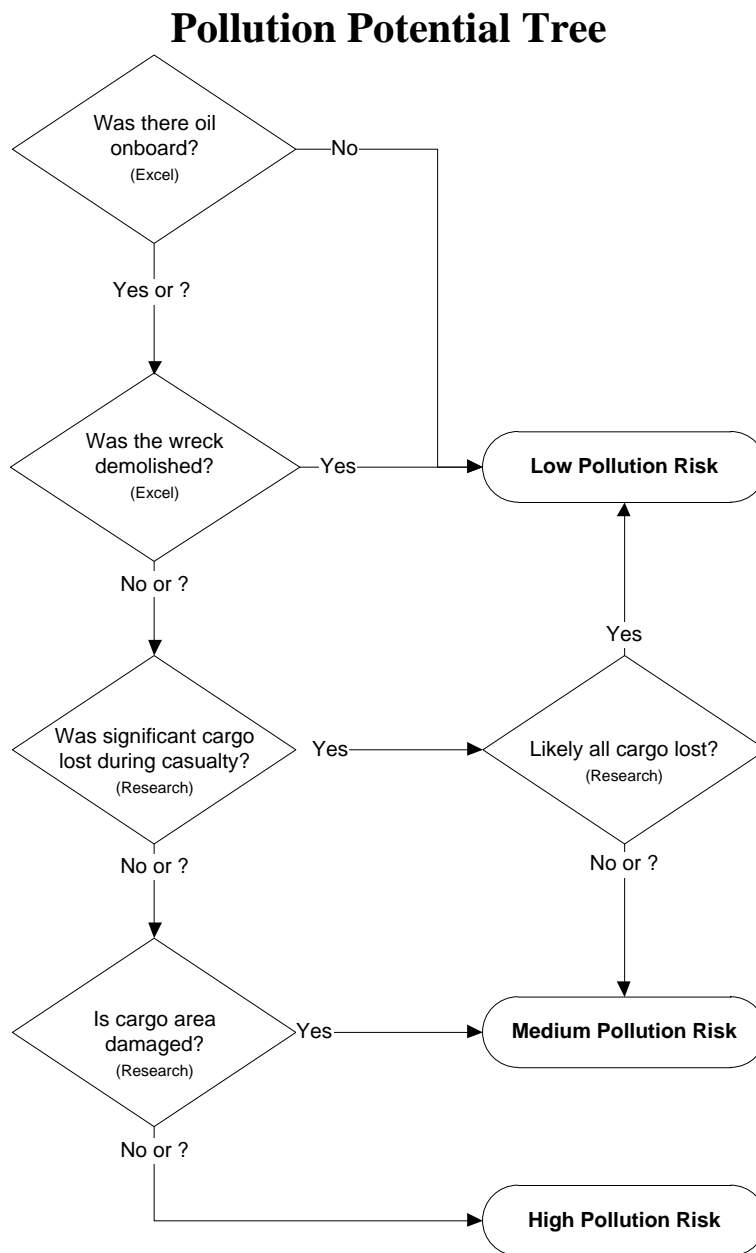 Pollution Potential Tree
Was there oil
onboard?
(Excel)
No
Yes or ?
Was the wreck
demolished?
(Excel)
Yes
Low Pollution Risk
No or ?
Yes
Was significant cargo
lost during casualty?
(Research)
Yes
Likely all cargo lost?
(Research)
No or ?
No or ?
Is cargo area
damaged?
(Research)
Yes
Medium Pollution Risk
No or ?
High Pollution Risk